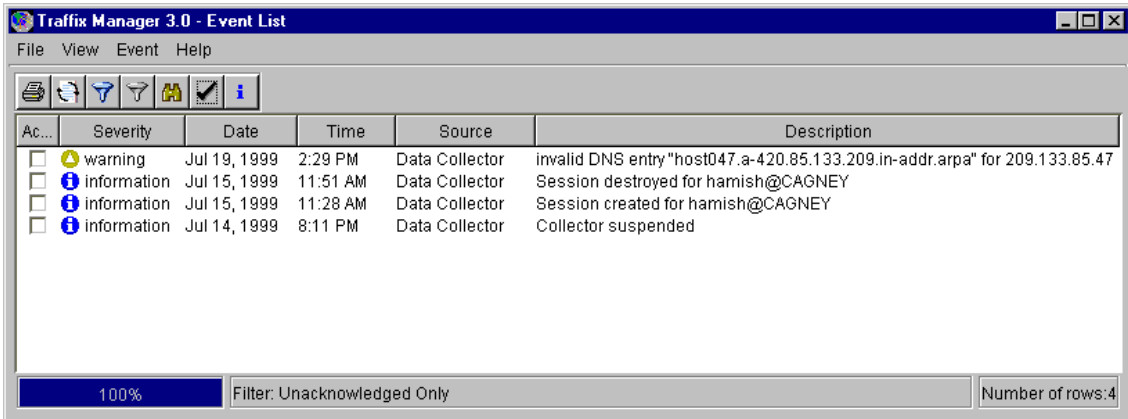 Traffix Manager 3.0 - Event List
File View Event Help
Ac... Severity Date Time Source Description
warning Jul 19, 1999 2:29 PM Data Collector invalid DNS entry "host047.a-420.85.133.209.in-addr.arpa" for 209.133.85.47
information Jul 15, 1999 11:51 AM Data Collector Session destroyed for hamish@CAGNEY
information Jul 15, 1999 11:28 AM Data Collector Session created for hamish@CAGNEY
information Jul 14, 1999 8:11 PM Data Collector Collector suspended
100% Filter: Unacknowledged Only Number of rows:4